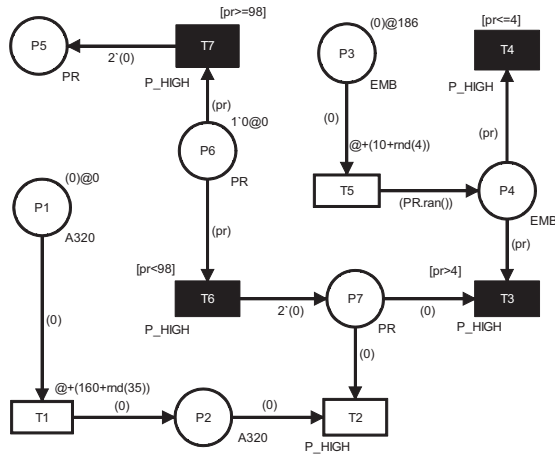 [pr>=98]
[pr<=4]
P5
2`(0)
T7
P3
(0)@186
T4
PR
P_HIGH
EMB
P_HIGH
(pr)
(0)
1`0@0
@+(10+rnd(4))
(pr)
P6
(0)@0
T5
(PR.ran())
P4
PR
P1
EMB
A320
(pr)
(pr)
[pr<98]
[pr>4]
T6
2`(0)
P7
(0)
T3
P_HIGH
PR
P_HIGH
(0)
(0)
@+(160+rnd(35))
T1
(0)
P2
(0)
T2
A320
P_HIGH